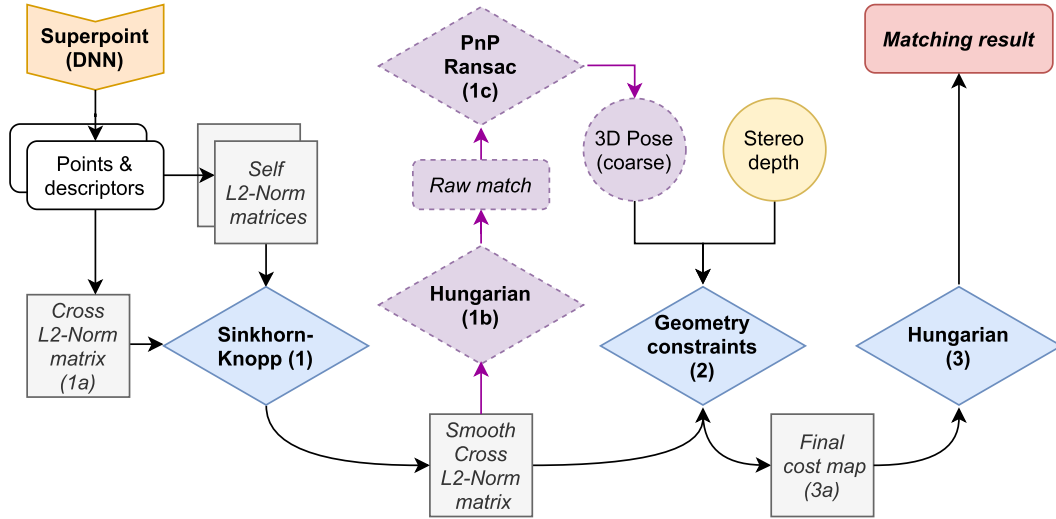 Superpoint
(DNN)
Points &
descriptors
Self
L2-Norm
matrices
Cross
L2-Norm
matrix
(1a)
Sinkhorn-
Knopp (1)
PnP
Ransac
(1c)
Raw match
Hungarian
(1b)
Smooth
Cross
L2-Norm
matrix
3D Pose
(coarse)
Stereo
depth
Geometry
constraints
(2)
Final
cost map
(3a)
Hungarian
(3)
Matching result